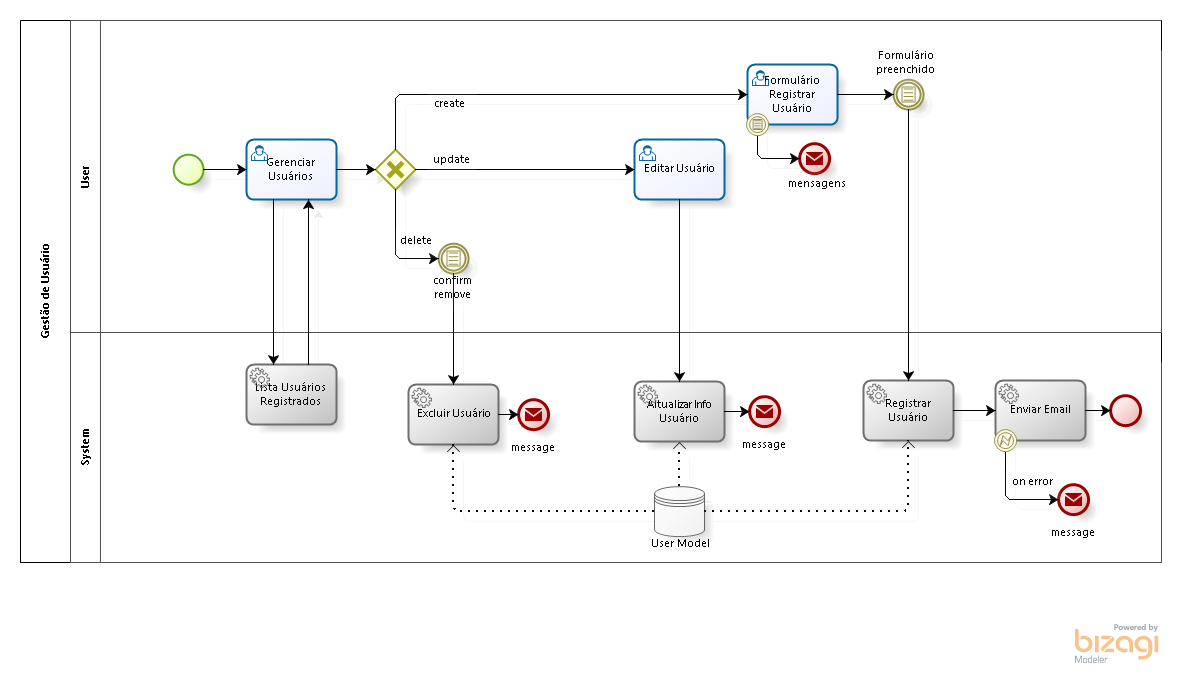 Gestão de Usuário
User
System
Formulário
preenchido
Formulário
Registrar
Usuário
create
mensagens
Gerenciar
Usuários
update
Editar Usuário
delete
confirm
remove
Lista Usuários
Registrados
Excluir Usuário
message
Altualizar Info
Usuário
message
Registrar
Usuário
Enviar Email
on error
message
User Model
Powered by
bizagi
Modeler